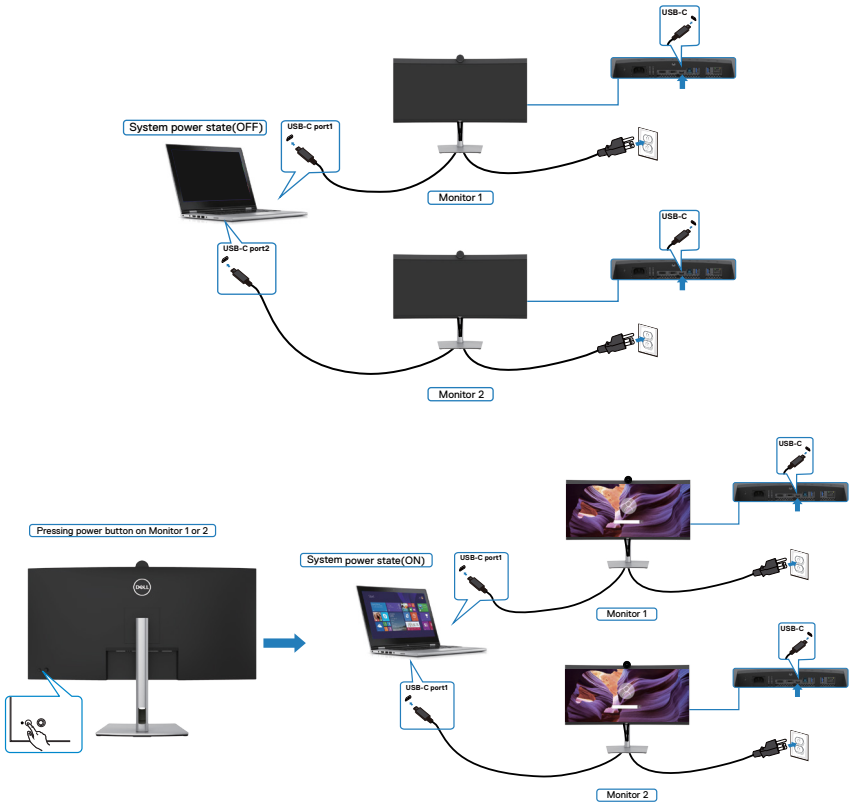 USB-C
System power state(OFF)
USB-C port1
Monitor 1
USB-C
USB-C port2
Monitor 2
USB-C
Pressing power button on Monitor 1 or 2
DELL
System power state(ON)
USB-C port1
Monitor 1
USB-C
USB-C port1
Monitor 2